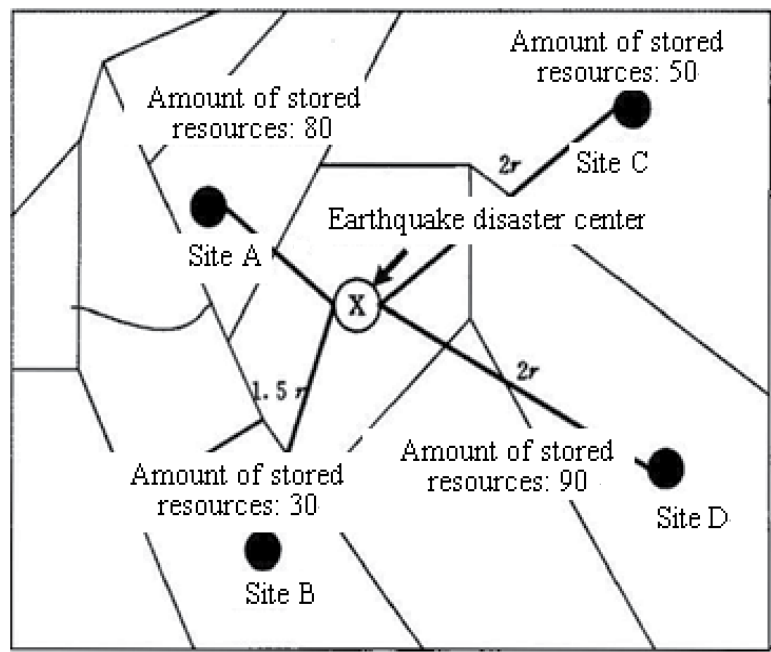 Amount of stored
resources: 50
Amount of stored
resources: 80
2r
Site C
Earthquake disaster center
Site A
X
2r
1.5 r
Amount of stored
resources: 90
Amount of stored
resources: 30
Site D
Site B